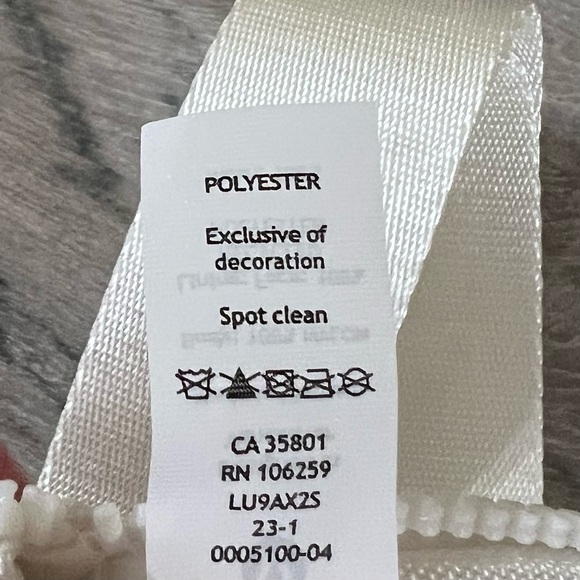 POLYESTER
Exclusive of
decoration
Spot clean
CA 35801
RN 106259
LU9AX2S
23-1
0005100-04